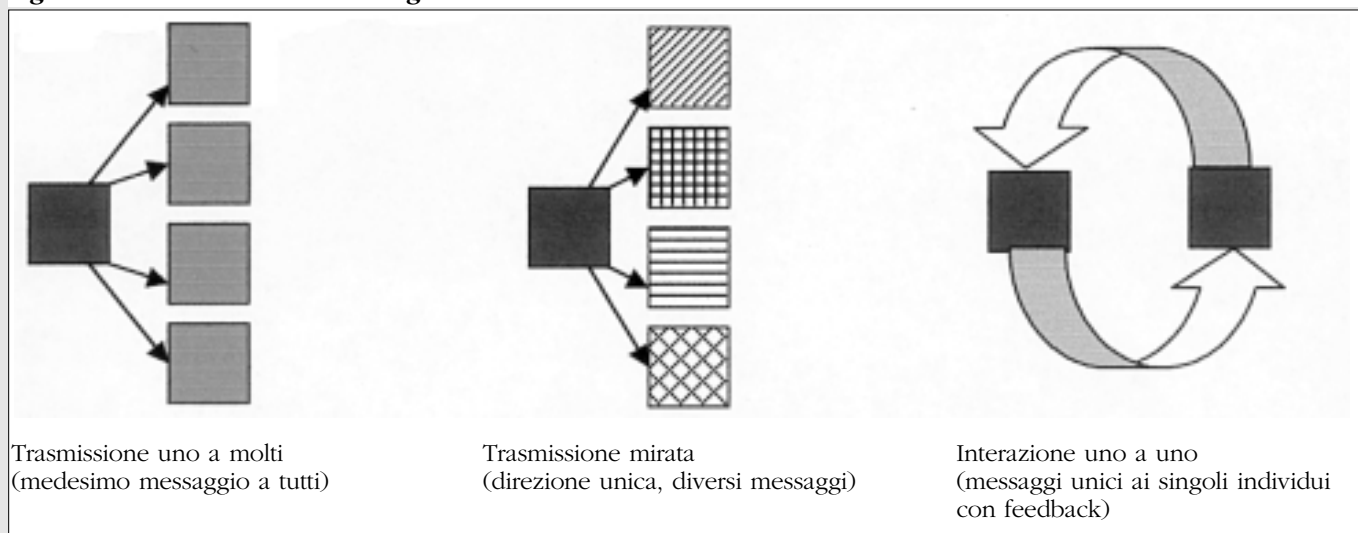 Trasmissione uno a molti
(medesimo messaggio a tutti)
Trasmissione mirata
(direzione unica, diversi messaggi)
Interazione uno a uno
(messaggi unici ai singoli individui
con feedback)